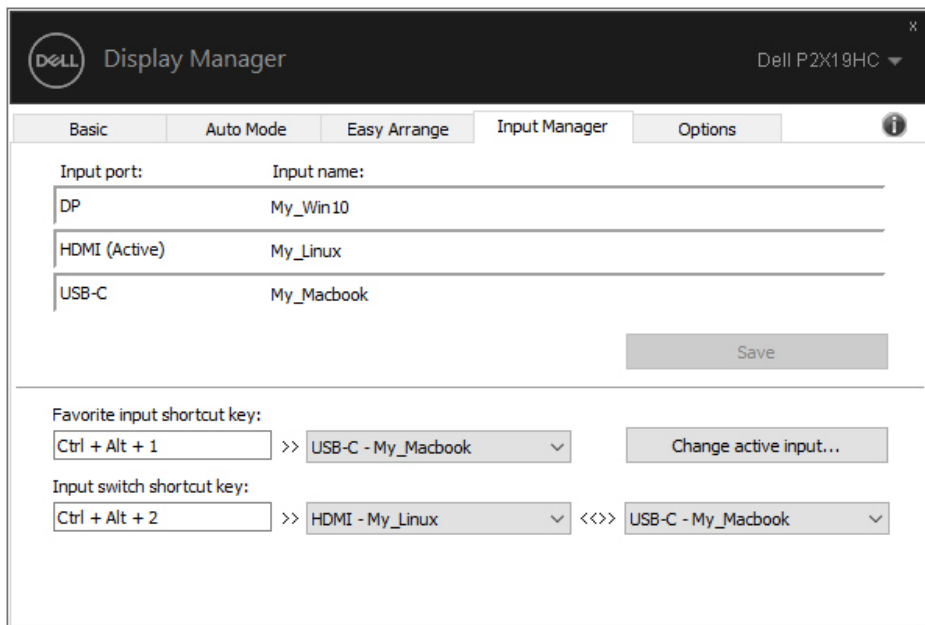 x
DELL Display Manager Dell P2X19HC
Basic Auto Mode Easy Arrange Input Manager Options i
Input port: Input name:
DP My_Win10
HDMI (Active) My_Linux
USB-C My_Macbook
Save
Favorite input shortcut key:
Ctrl + Alt + 1 >> USB-C - My_Macbook Change active input...
Input switch shortcut key:
Ctrl + Alt + 2 >> HDMI - My_Linux <<>> USB-C - My_Macbook